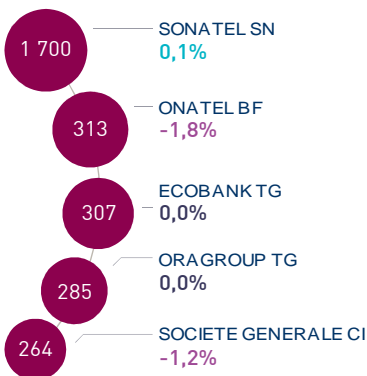 1 700
SONATEL SN
0,1%
313
ONATEL BF
-1,8%
307
ECOBANK TG
0,0%
285
ORAGROUP TG
0,0%
264
SOCIETE GENERALE CI
-1,2%